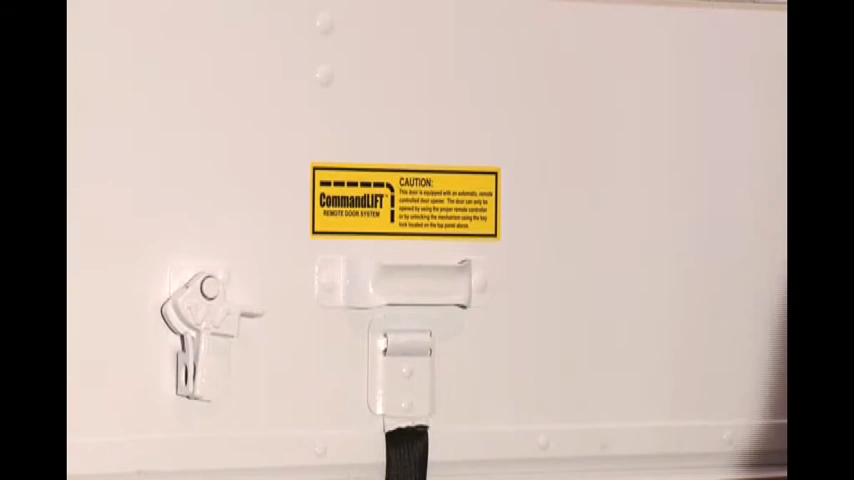 CommandLIFT™
REMOTE DOOR SYSTEM
CAUTION:
This door is equipped with an automatic, remote
controlled door opener. The door can only be
opened by using the proper remote controller
or by unlocking the mechanism using the key
lock located on the top panel above.